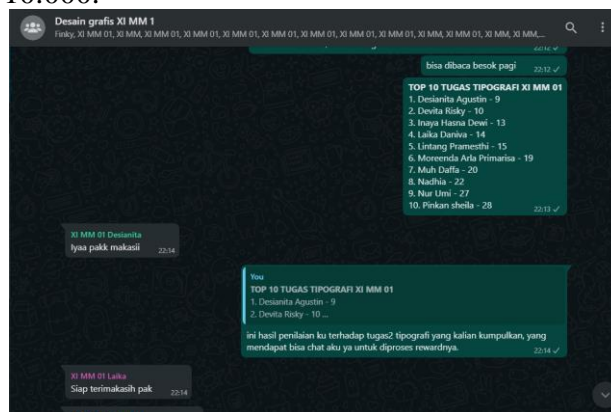 10.000.
Desain grafis XI MM 1
Finky, XI MM 01, XI MM, XI MM 01, XI MM 01, XI MM 01, XI MM 01, XI MM 01, XI MM 01, XI MM 01, XI MM, XI MM 01, XI MM, XI MM,...
22:12
bisa dibaca besok pagi
22:12
TOP 10 TUGAS TIPOGRAFI XI MM 01
1. Desianita Agustin - 9
2. Devita Risky - 10
3. Inaya Hasna Dewi - 13
4. Laika Daniva - 14
5. Lintang Pramesthi - 15
6. Moreenda Arla Primarisa - 19
7. Muh Daffa - 20
8. Nadhia - 22
9. Nur Umi - 27
10. Pinkan sheila - 28
22:13
XI MM 01 Desianita
Iyaa pakk makasii
22:14
You
TOP 10 TUGAS TIPOGRAFI XI MM 01
1. Desianita Agustin - 9
2. Devita Risky - 10 ...
ini hasil penilaian ku terhadap tugas2 tipografi yang kalian kumpulkan, yang
mendapat bisa chat aku ya untuk diproses rewardnya.
22:14
XI MM 01 Laika
Siap terimakasih pak
22:14